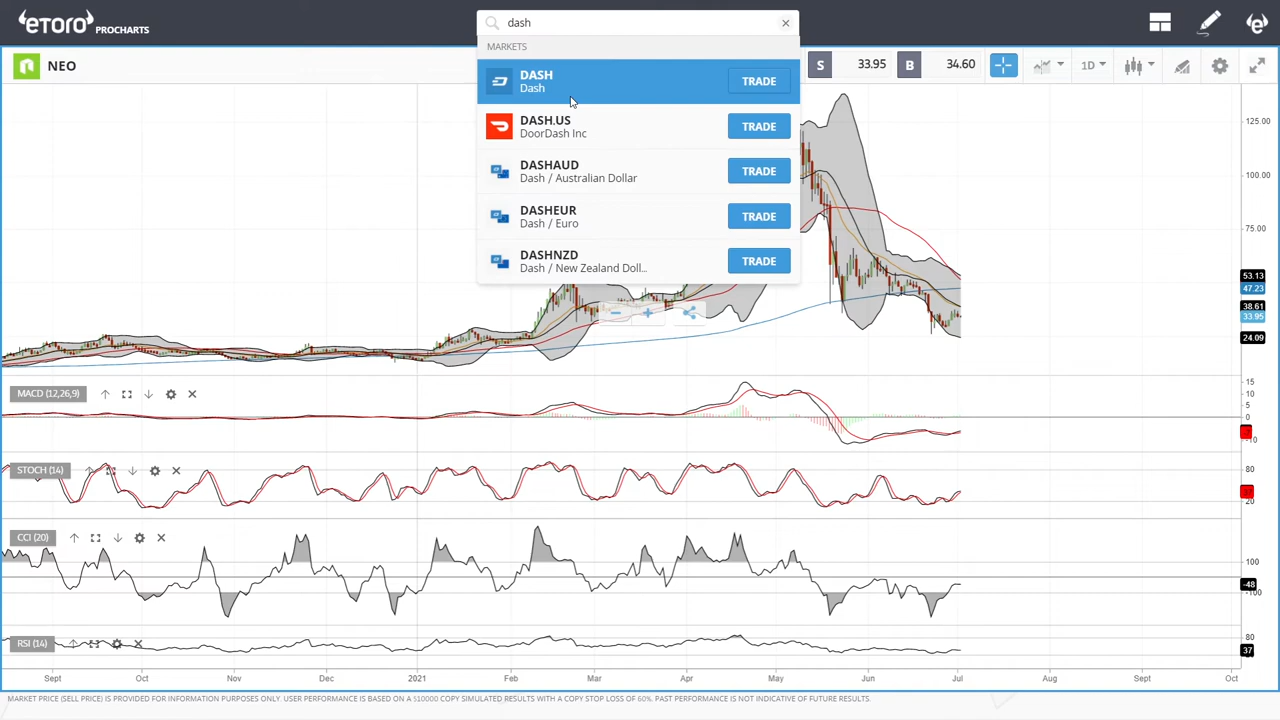 etoro PROCHARTS
dash
MARKETS
NEO
S 33.95 B 34.60 1D
DASH
Dash
TRADE
DASH.US
DoorDash Inc
TRADE
DASHAUD
Dash / Australian Dollar
TRADE
DASHEUR
Dash / Euro
TRADE
DASHNZD
Dash / New Zealand Doll..
TRADE
125.00
100.00
75.00
53.13
47.23
38.61
33.95
24.09
MACD (12,26,9)
15
10
5
0
-10
STOCH (14)
80
20
CCI (20)
100
-48
-100
RSI (14)
80
37
Sept Oct Nov Dec 2021 Feb Mar Apr May Jun Jul Aug Sept Oct
MARKET PRICE (SELL PRICE) IS PROVIDED FOR INFORMATION PURPOSES ONLY. USER PERFORMANCE IS BASED ON A $10000 COPY SIMULATED RESULTS WITH A COPY STOP LOSS OF 60%. PAST PERFORMANCE IS NOT INDICATIVE OF FUTURE RESULTS.